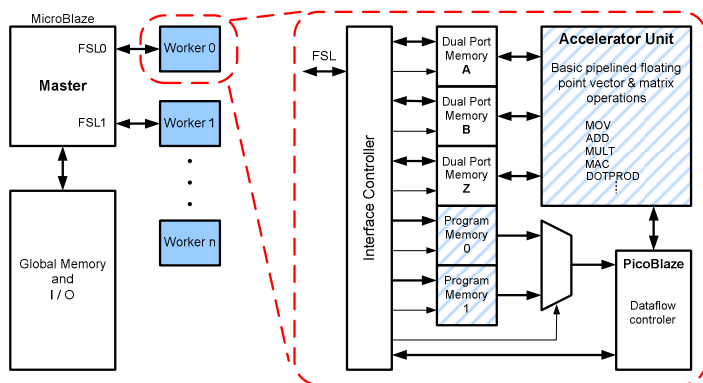 MicroBlaze
FSL0
Master
FSL1
Global Memory
and
I / O
Worker 0
Worker 1
Worker n
FSL
Interface Controller
Dual Port
Memory
A
Dual Port
Memory
B
Dual Port
Memory
Z
Program
Memory
0
Program
Memory
1
Accelerator Unit
Basic pipelined floating
point vector & matrix
operations
MOV
ADD
MULT
MAC
DOTPROD
PicoBlaze
Dataflow
controler